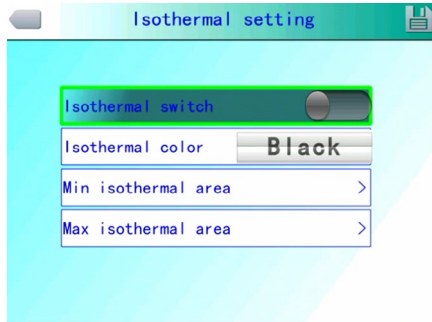 Isothermal setting
Isothermal switch
Isothermal color Black
Min isothermal area >
Max isothermal area >